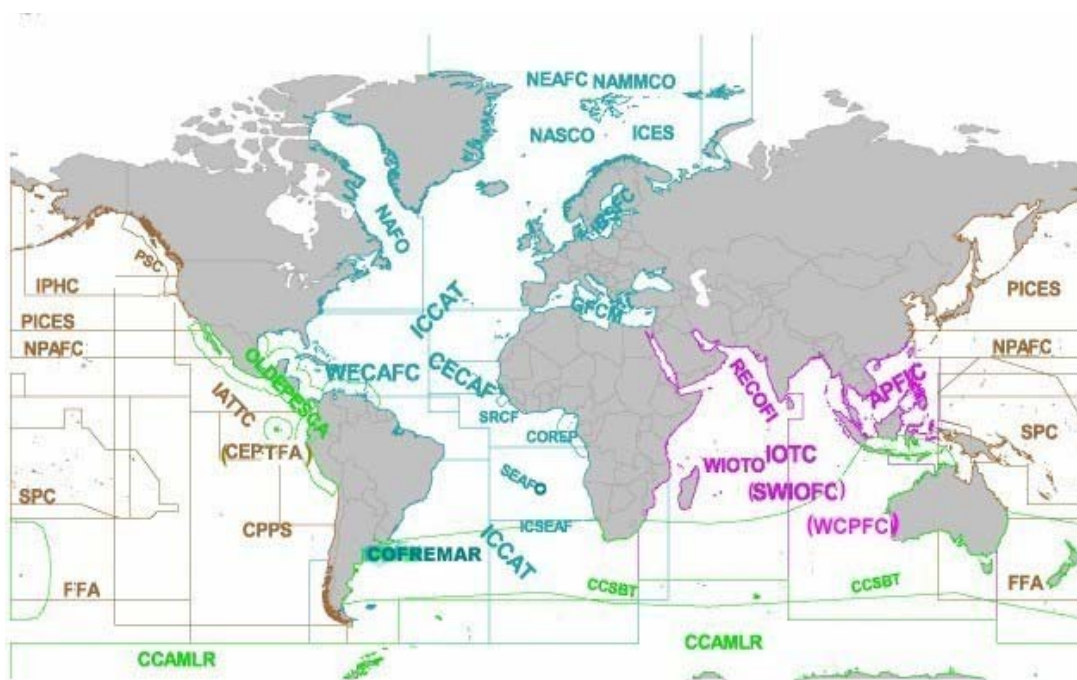 NEAFC NAMMCO
NASCO ICES
IBSFC
NAFO
PSC
IPHC
PICES
PICES
GFCM
ICCAT
NPAFC
NPAFC
OLDEPESCA
WECAFC
CECAF
RECOFI
APFIC
IATTC
SRCF
COREP
SPC
(CEPTFA)
WIOTO IOTC
SEAFO
(SWIOFC)
SPC
CPPS
ICSEAF
(WCPFC)
COFREMAR
ICCAT
FFA
CCSBT
CCSBT
FFA
CCAMLR
CCAMLR